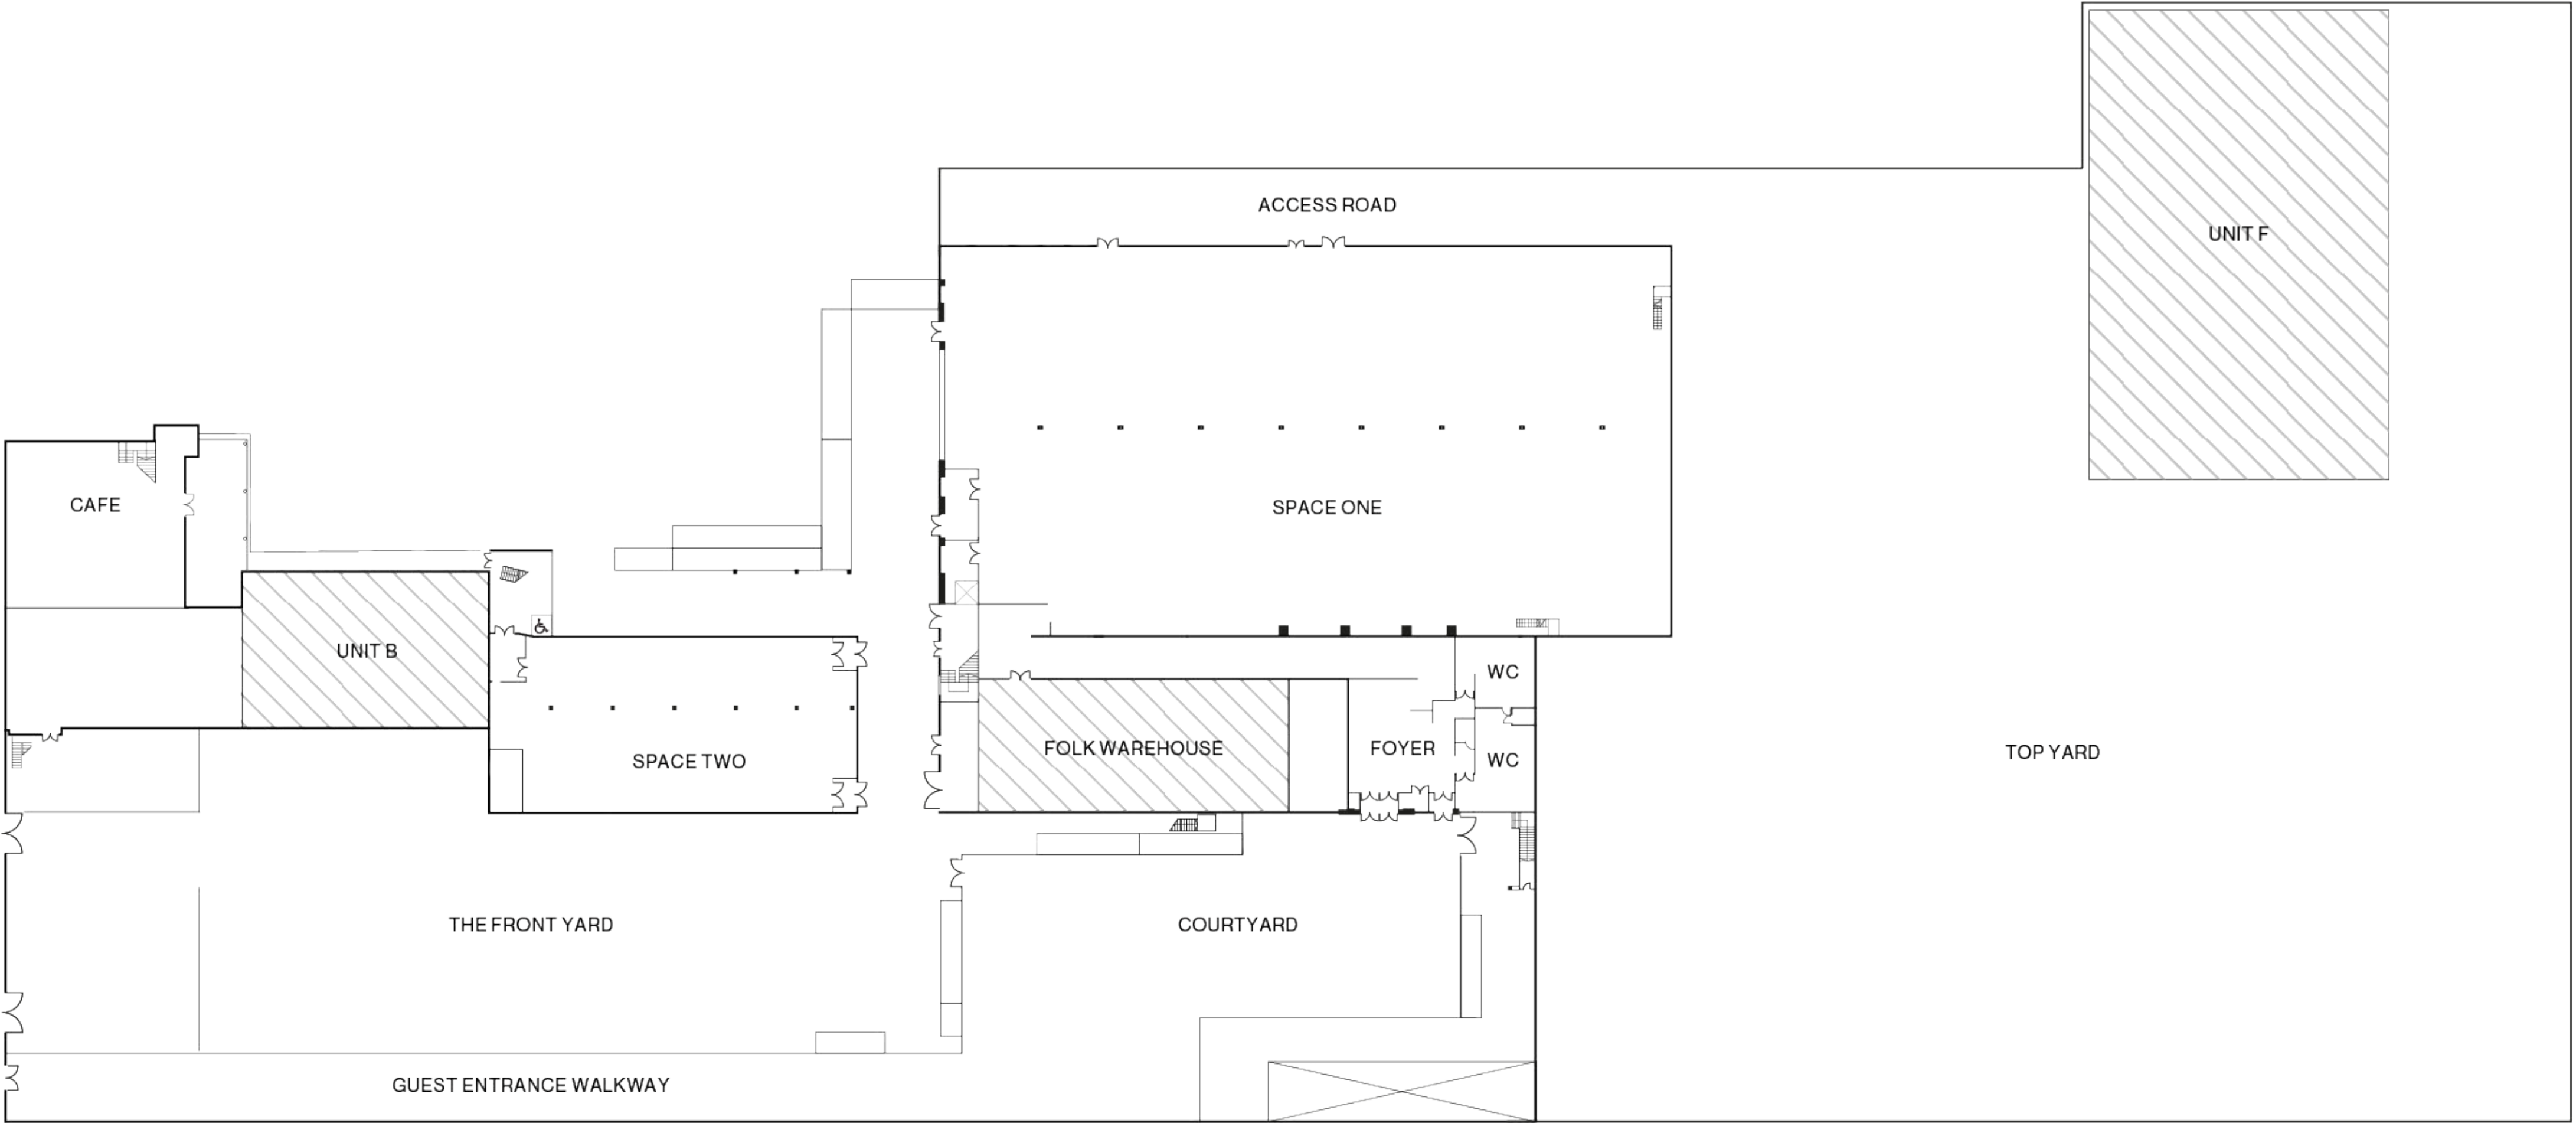 ACCESS ROAD
UNIT F
CAFE
SPACE ONE
UNIT B
WC
SPACE TWO
FOLK WAREHOUSE
FOYER
WC
TOP YARD
THE FRONT YARD
COURTYARD
GUEST ENTRANCE WALKWAY